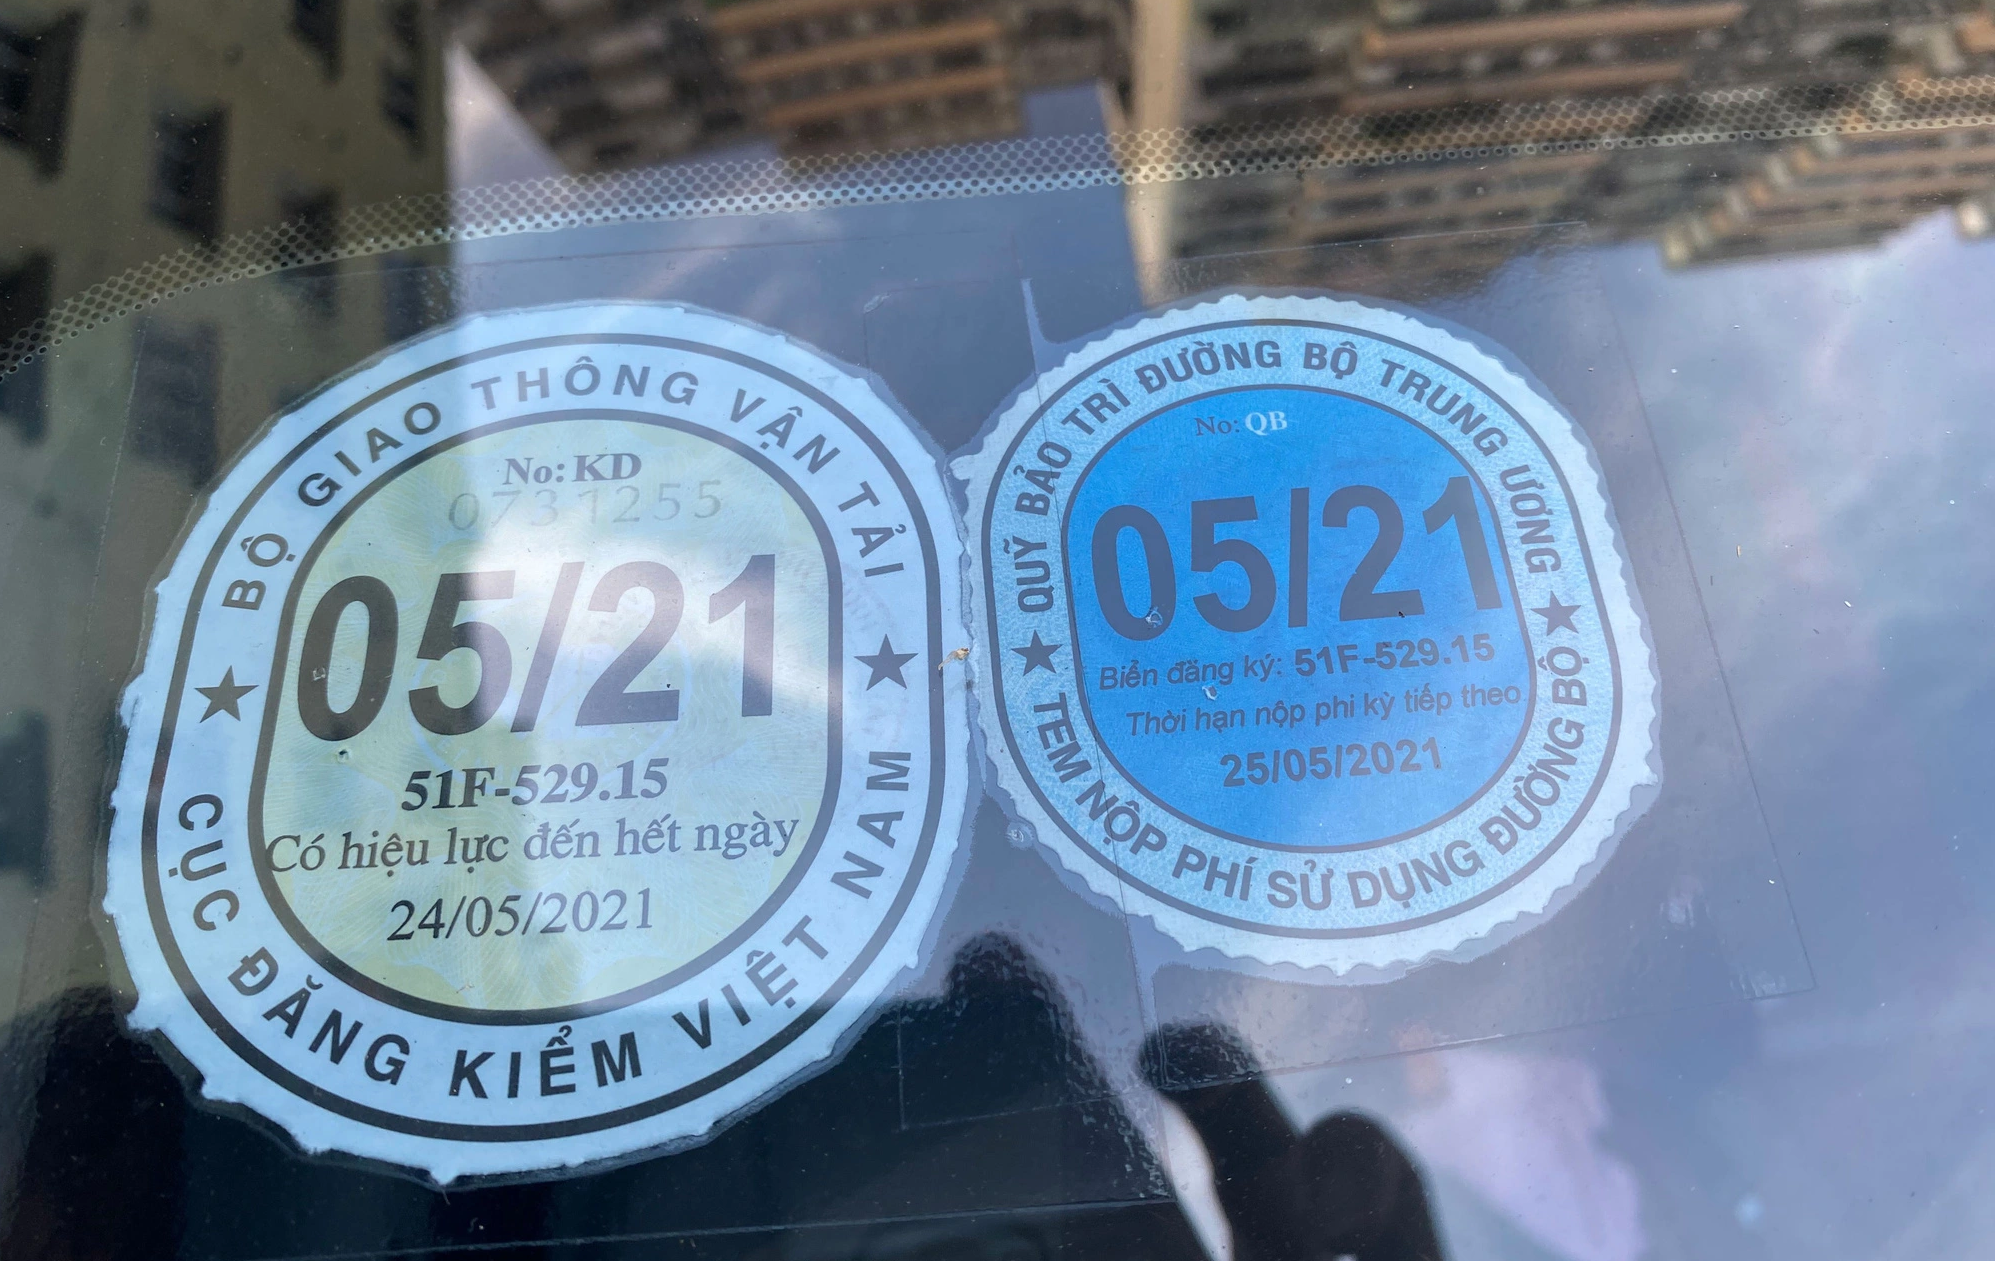 BỘ GIAO THÔNG VẬN TẢI
No: KD
0731255
05/21
51F-529.15
Có hiệu lực đến hết ngày
24/05/2021
CỤC ĐĂNG KIỂM VIỆT NAM
QUỸ BẢO TRÌ ĐƯỜNG BỘ TRUNG ƯƠNG
No: QB
05/21
Biển đăng ký: 51F-529.15
Thời hạn nộp phi kỳ tiếp theo
25/05/2021
TEM NỘP PHÍ SỬ DỤNG ĐƯỜNG BỘ